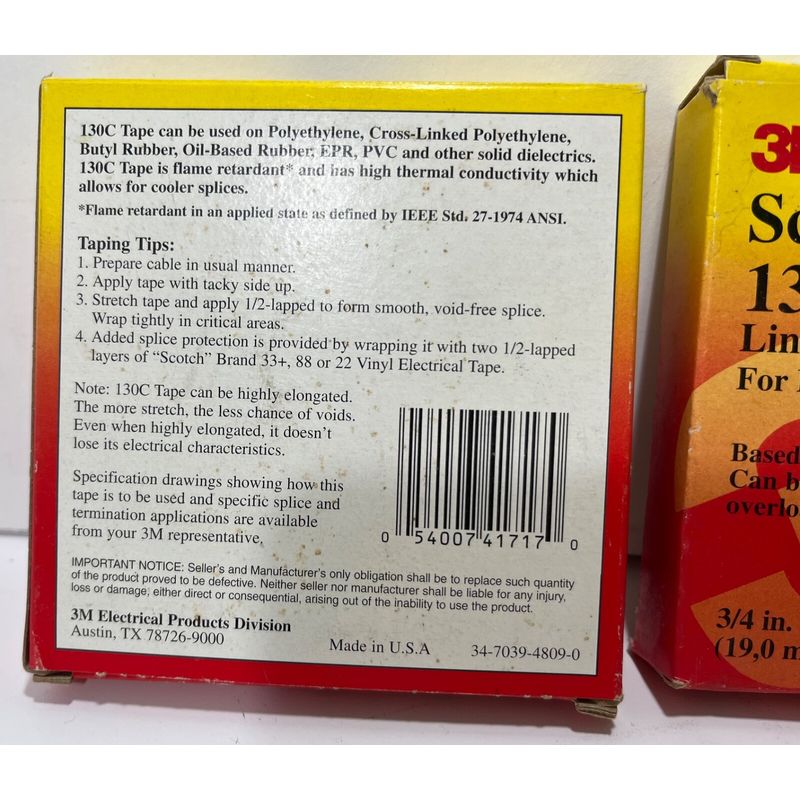 130C Tape can be used on Polyethylene, Cross-Linked Polyethylene,
Butyl Rubber, Oil-Based Rubber, EPR, PVC and other solid dielectrics.
130C Tape is flame retardant* and has high thermal conductivity which
allows for cooler splices.
*Flame retardant in an applied state as defined by IEEE Std. 27-1974 ANSI.
Taping Tips:
1. Prepare cable in usual manner.
2. Apply tape with tacky side up.
3. Stretch tape and apply 1/2-lapped to form smooth, void-free splice.
Wrap tightly in critical areas.
4. Added splice protection is provided by wrapping it with two 1/2-lapped
layers of "Scotch" Brand 33+, 88 or 22 Vinyl Electrical Tape.
Note: 130C Tape can be highly elongated.
The more stretch, the less chance of voids.
Even when highly elongated, it doesn't
lose its electrical characteristics.
Specification drawings showing how this
tape is to be used and specific splice and
termination applications are available
from your 3M representative.
0 54007 41717 0
IMPORTANT NOTICE: Seller's and Manufacturer's only obligation shall be to replace such quantity
of the product proved to be defective. Neither seller nor manufacturer shall be liable for any injury,
loss or damage, either direct or consequential, arising out of the inability to use the product.
3M Electrical Products Division
Austin, TX 78726-9000
Made in U.S.A
34-7039-4809-0
3
Sc
13
Lin
For
Based
Can b
overlo
3/4 in.
(19,0 m